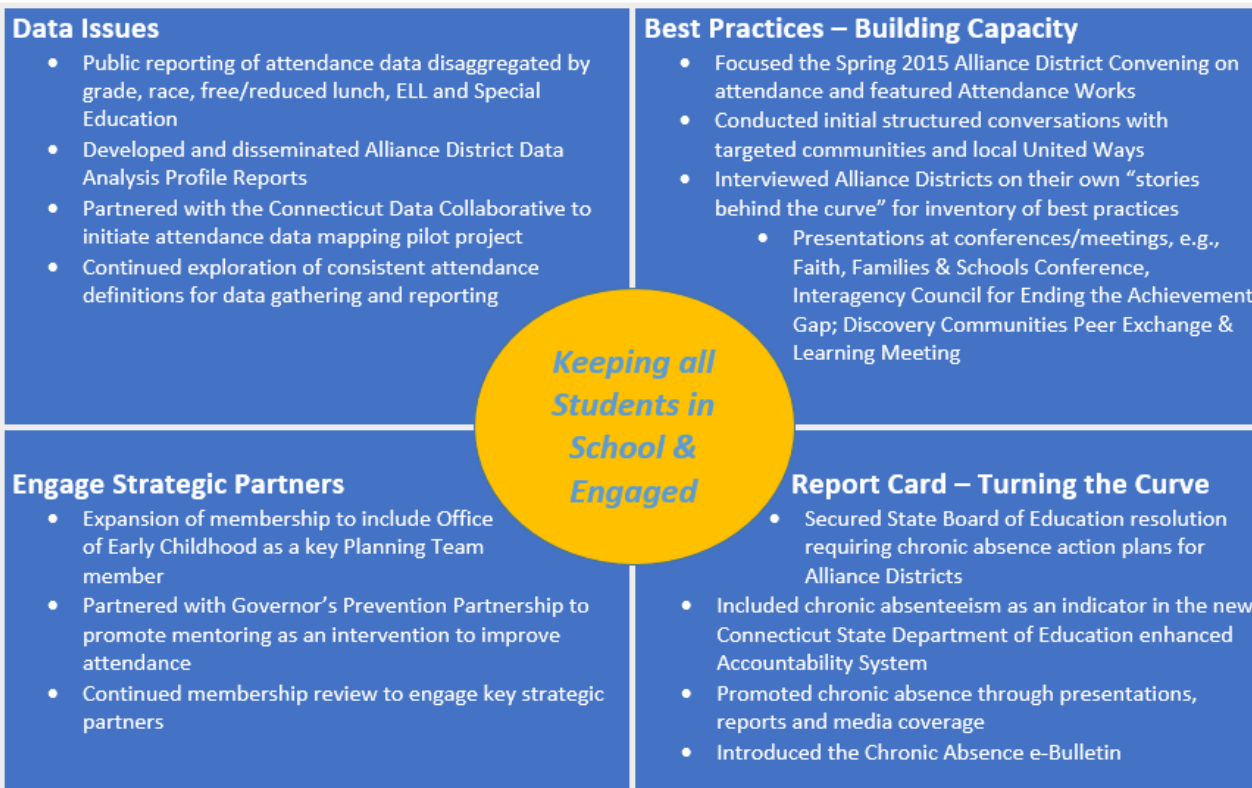 Data Issues
• Public reporting of attendance data disaggregated by
grade, race, free/reduced lunch, ELL and Special
Education
• Developed and disseminated Alliance District Data
Analysis Profile Reports
• Partnered with the Connecticut Data Collaborative to
initiate attendance data mapping pilot project
• Continued exploration of consistent attendance
definitions for data gathering and reporting
Best Practices – Building Capacity
• Focused the Spring 2015 Alliance District Convening on
attendance and featured Attendance Works
• Conducted initial structured conversations with
targeted communities and local United Ways
• Interviewed Alliance Districts on their own “stories
behind the curve” for inventory of best practices
• Presentations at conferences/meetings, e.g.,
Faith, Families & Schools Conference,
Interagency Council for Ending the Achievement
Gap; Discovery Communities Peer Exchange &
Learning Meeting
Keeping all
Students in
School &
Engaged
Engage Strategic Partners
• Expansion of membership to include Office
of Early Childhood as a key Planning Team
member
• Partnered with Governor’s Prevention Partnership to
promote mentoring as an intervention to improve
attendance
• Continued membership review to engage key strategic
partners
Report Card – Turning the Curve
• Secured State Board of Education resolution
requiring chronic absence action plans for
Alliance Districts
• Included chronic absenteeism as an indicator in the new
Connecticut State Department of Education enhanced
Accountability System
• Promoted chronic absence through presentations,
reports and media coverage
• Introduced the Chronic Absence e-Bulletin